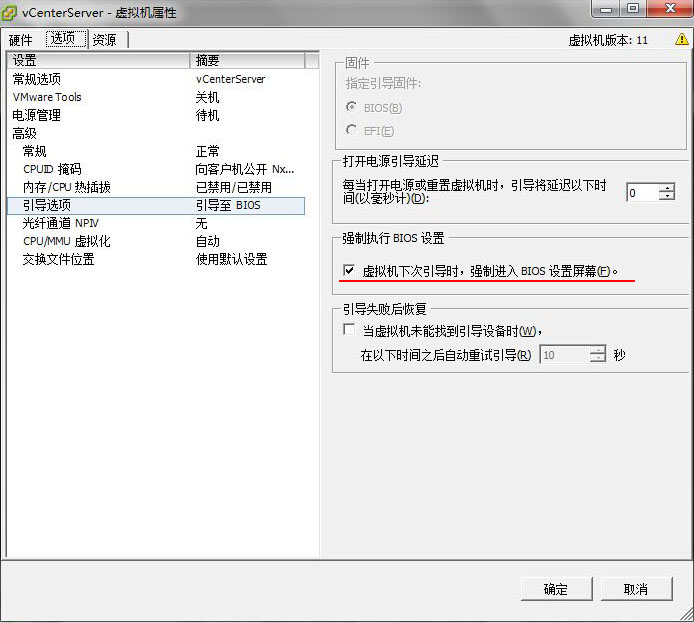 vCenterServer - 虚拟机属性
硬件 选项 资源 虚拟机版本: 11
设置 摘要
常规选项 vCenterServer
VMware Tools 关机
电源管理 待机
高级
常规 正常
CPUID 掩码 向客户机公开 Nx...
内存/CPU 热插拔 已禁用/已禁用
引导选项 引导至 BIOS
光纤通道 NPIV 无
CPU/MMU 虚拟化 自动
交换文件位置 使用默认设置
固件
指定引导固件:
BIOS(B)
EFI(E)
打开电源引导延迟
每当打开电源或重置虚拟机时，引导将延迟以下时
间(以毫秒计)(D): 0
强制执行 BIOS 设置
虚拟机下次引导时，强制进入 BIOS 设置屏幕(F)。
引导失败后恢复
当虚拟机未能找到引导设备时(W)，
在以下时间之后自动重试引导(R) 10 秒
确定 取消